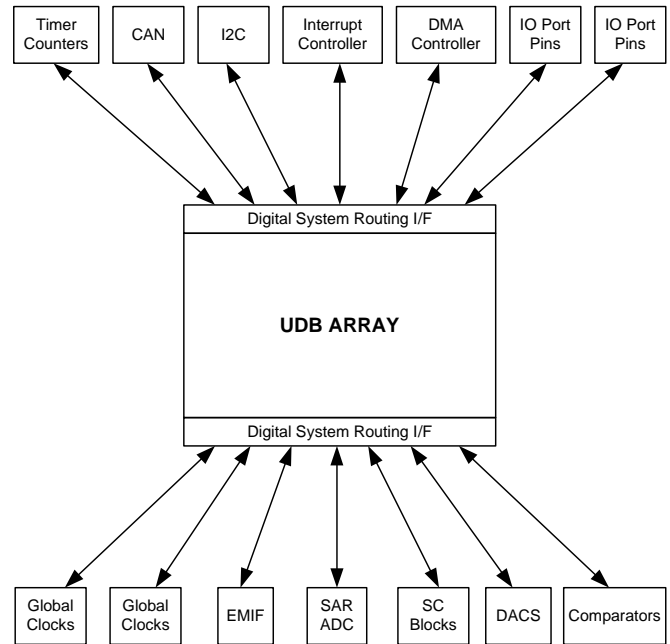 Timer
Counters
CAN
I2C
Interrupt
Controller
DMA
Controller
IO Port
Pins
IO Port
Pins
Digital System Routing I/F
UDB ARRAY
Digital System Routing I/F
Global
Clocks
Global
Clocks
EMIF
SAR
ADC
SC
Blocks
DACS
Comparators